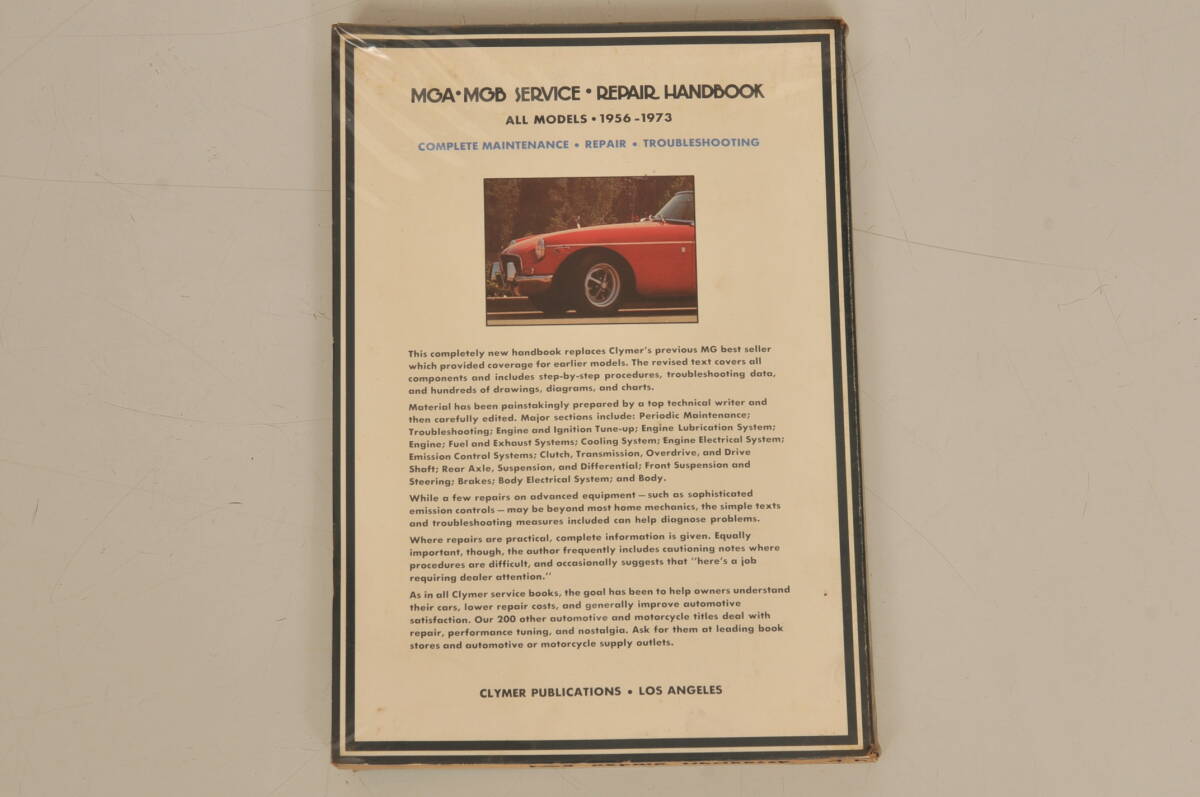 MGA • MGB SERVICE • REPAIR HANDBOOK
ALL MODELS • 1956-1973
COMPLETE MAINTENANCE • REPAIR • TROUBLESHOOTING
This completely new handbook replaces Clymer's previous MG best seller
which provided coverage for earlier models. The revised text covers all
components and includes step-by-step procedures, troubleshooting data,
and hundreds of drawings, diagrams, and charts.
Material has been painstakingly prepared by a top technical writer and
then carefully edited. Major sections include: Periodic Maintenance;
Troubleshooting; Engine and Ignition Tune-up; Engine Lubrication System;
Engine; Fuel and Exhaust Systems; Cooling System; Engine Electrical System;
Emission Control Systems; Clutch, Transmission, Overdrive, and Drive
Shaft; Rear Axle, Suspension, and Differential; Front Suspension and
Steering; Brakes; Body Electrical System; and Body.
While a few repairs on advanced equipment — such as sophisticated
emission controls — may be beyond most home mechanics, the simple texts
and troubleshooting measures included can help diagnose problems.
Where repairs are practical, complete information is given. Equally
important, though, the author frequently includes cautioning notes where
procedures are difficult, and occasionally suggests that "here's a job
requiring dealer attention."
As in all Clymer service books, the goal has been to help owners understand
their cars, lower repair costs, and generally improve automotive
satisfaction. Our 200 other automotive and motorcycle titles deal with
repair, performance tuning, and nostalgia. Ask for them at leading book
stores and automotive or motorcycle supply outlets.
CLYMER PUBLICATIONS • LOS ANGELES